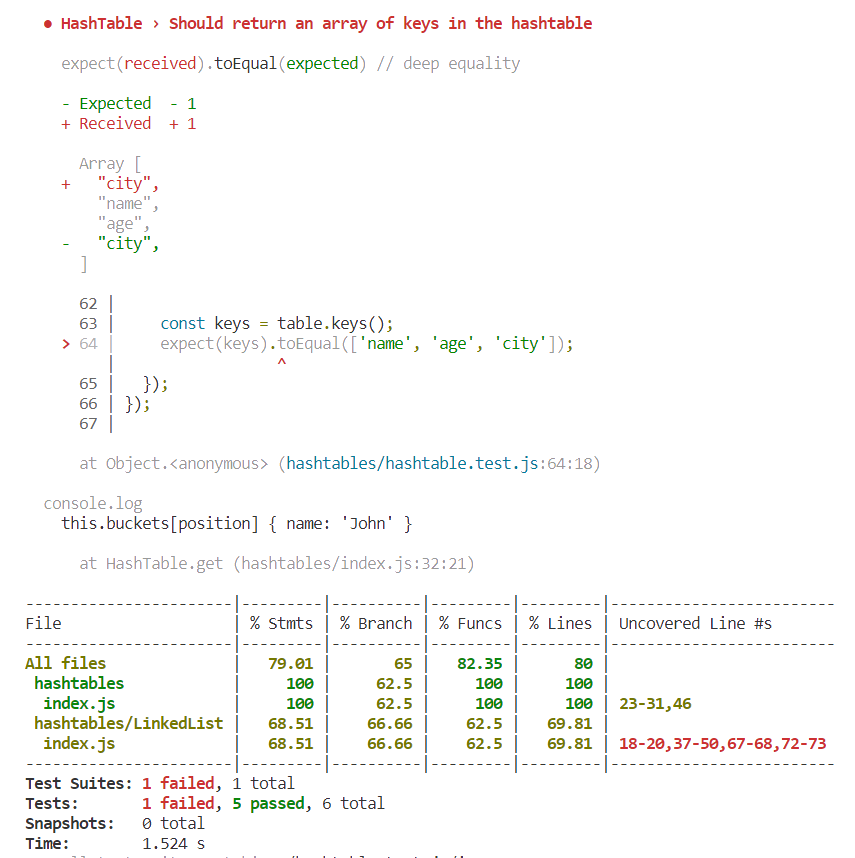 ● HashTable › Should return an array of keys in the hashtable
expect(received).toEqual(expected) // deep equality
- Expected  - 1
+ Received  + 1
Array [
+   "city",
"name",
"age",
-   "city",
]
62 |
63 |     const keys = table.keys();
> 64 |     expect(keys).toEqual(['name', 'age', 'city']);
|                  ^
65 |   });
66 | });
67 |
at Object.<anonymous> (hashtables/hashtable.test.js:64:18)
console.log
this.buckets[position] { name: 'John' }
at HashTable.get (hashtables/index.js:32:21)
-----------------------|---------|----------|---------|---------|-------------------------
File                   | % Stmts | % Branch | % Funcs | % Lines | Uncovered Line #s
-----------------------|---------|----------|---------|---------|-------------------------
All files              |   79.01 |       65 |   82.35 |      80 |
hashtables            |     100 |     62.5 |     100 |     100 |
index.js             |     100 |     62.5 |     100 |     100 | 23-31,46
hashtables/LinkedList |   68.51 |    66.66 |    62.5 |   69.81 |
index.js             |   68.51 |    66.66 |    62.5 |   69.81 | 18-20,37-50,67-68,72-73
-----------------------|---------|----------|---------|---------|-------------------------
Test Suites: 1 failed, 1 total
Tests:       1 failed, 5 passed, 6 total
Snapshots:   0 total
Time:        1.524 s